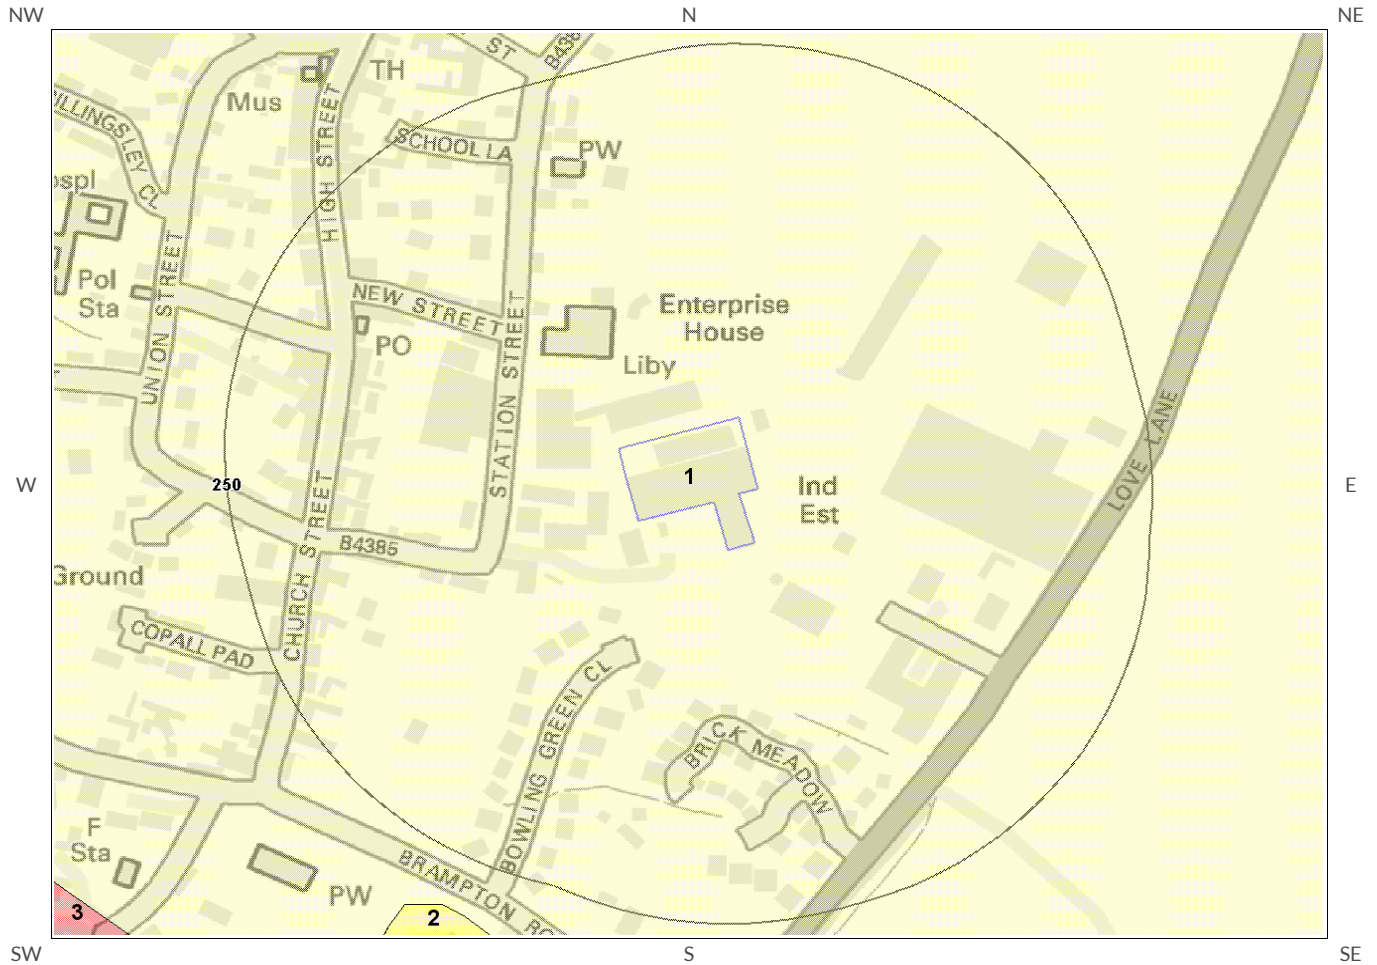 NW
N
NE
ST
B438
TH
Mus
ILLINGSLEY CL
HIGH STREET
SCHOOL LA
PW
ospl
Pol
Sta
UNION STREET
NEW STREET
PO
STATION STREET
Enterprise
House
Liby
LOVE LANE
W
250
1
Ind
Est
E
CHURCH STREET
B4385
Ground
COPALL PAD
BOWLING GREEN CL
BRICK MEADOW
F
Sta
PW
BRAMPTON RO
3
2
SW
S
SE